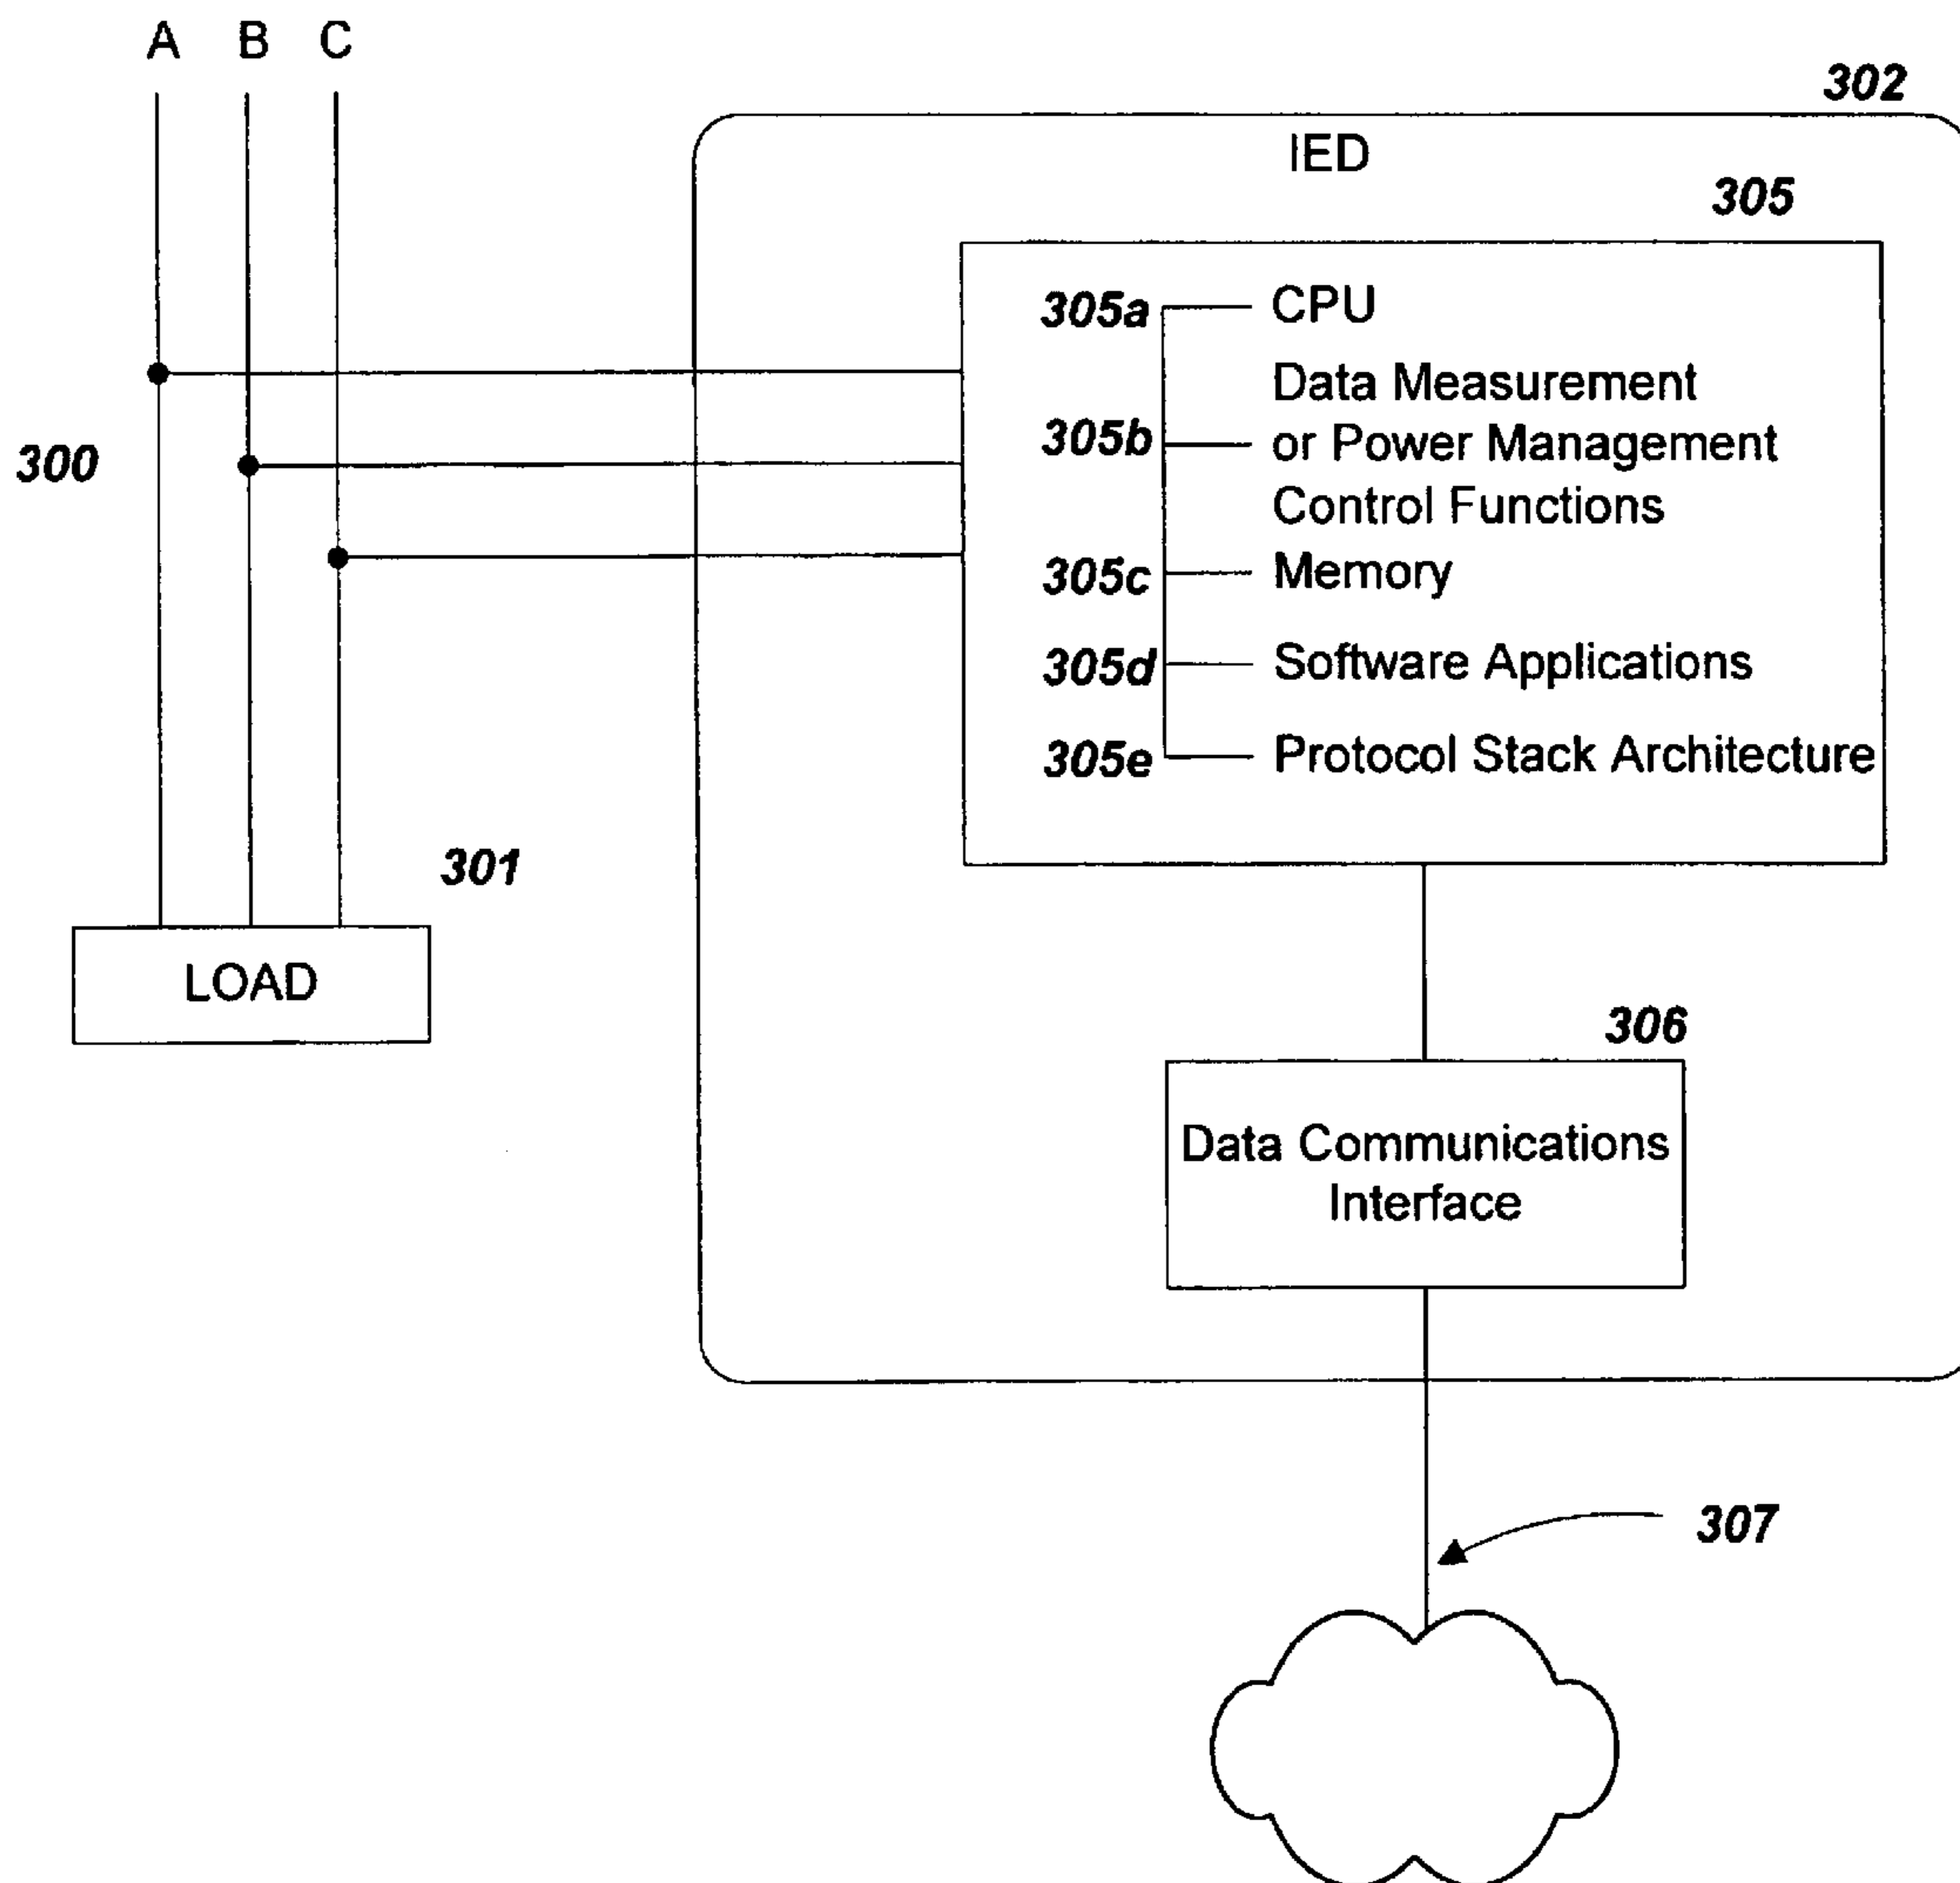 A B C
302
IED
305
305a CPU
Data Measurement
305b or Power Management
Control Functions
300
305c Memory
305d Software Applications
305e Protocol Stack Architecture
301
LOAD
306
Data Communications
Interface
307